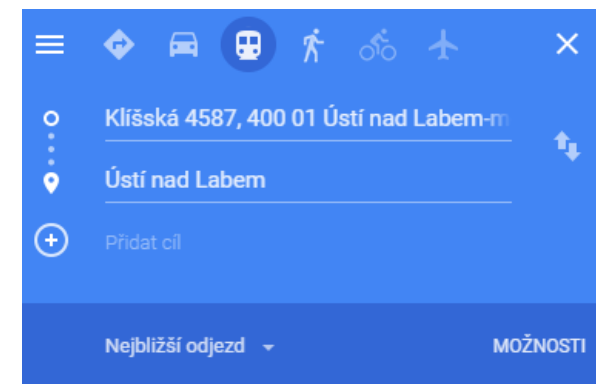 Klíšská 4587, 400 01 Ústí nad Labem-m
Ústí nad Labem
Přidat cíl
Nejbližší odjezd
MOŽNOSTI